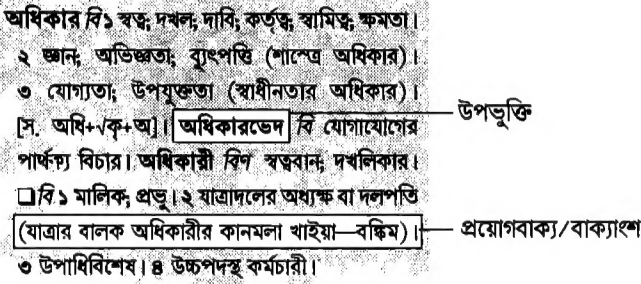 অধিকার বি১ স্বত্ব; দখল; দাবি; কর্তৃত্ব; স্বামিত্ব; ক্ষমতা।
২ জ্ঞান; অভিজ্ঞতা; ব্যুৎপত্তি (শাস্ত্রে অধিকার)।
৩ যোগ্যতা; উপযুক্ততা (স্বাধীনতার অধিকার)।
[স. অধি+√কৃ+অ]। অধিকারভেদ বি যোগাযোগের
উপভুক্তি
পার্থক্য বিচার। অধিকারী বিণ স্বত্ববান; দখলিকার।
❑বি ১ মালিক; প্রভু। ২ যাত্রাদলের অধ্যক্ষ বা দলপতি
(যাত্রার বালক অধিকারীর কানমলা খাইয়া—বঙ্কিম)।
প্রয়োগবাক্য/বাক্যাংশ
৩ উপাধিবিশেষ। ৪ উচ্চপদস্থ কর্মচারী।